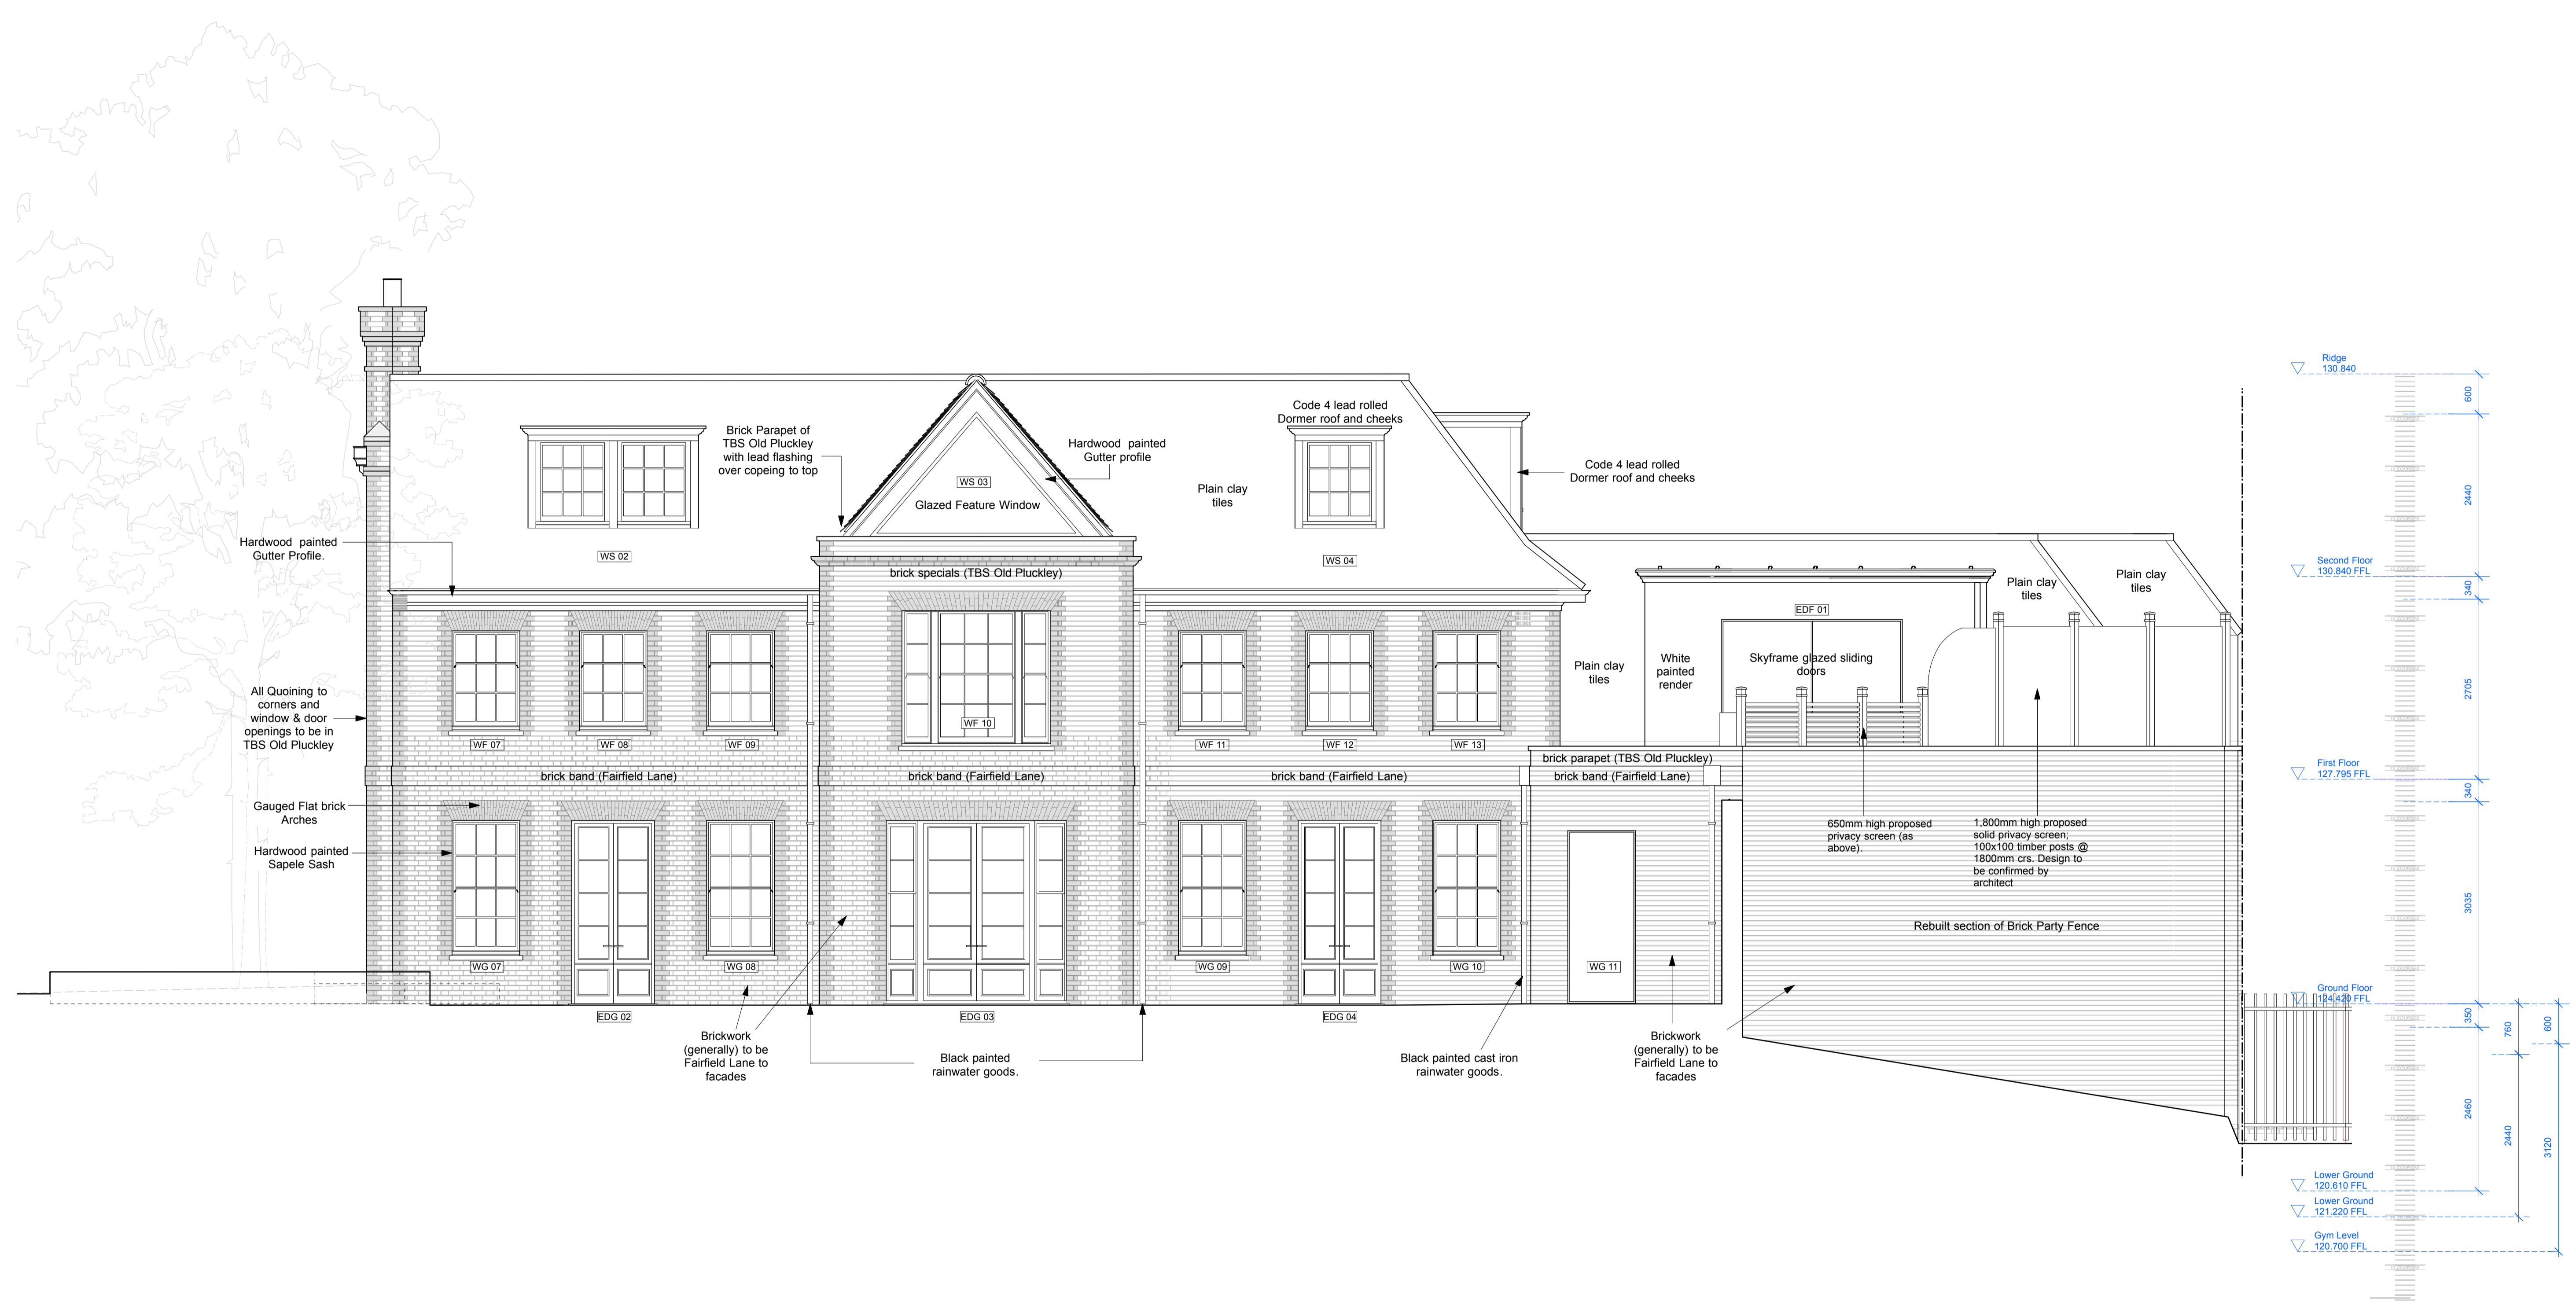 Ridge
130.840
600
Code 4 lead rolled
Dormer roof and cheeks
Brick Parapet of
TBS Old Pluckley
with lead flashing
over copeing to top
Hardwood painted
Gutter profile
WS 03
Glazed Feature Window
Plain clay
tiles
Code 4 lead rolled
Dormer roof and cheeks
2440
Hardwood painted
Gutter Profile.
WS 02
WS 04
brick specials (TBS Old Pluckley)
Second Floor
130.840 FFL
340
Plain clay
tiles
Plain clay
tiles
EDF 01
Plain clay
tiles
White
painted
render
Skyframe glazed sliding
doors
2705
All Quoining to
corners and
window & door
openings to be in
TBS Old Pluckley
WF 07
WF 08
WF 09
WF 10
WF 11
WF 12
WF 13
brick parapet (TBS Old Pluckley)
brick band (Fairfield Lane)
brick band (Fairfield Lane)
brick band (Fairfield Lane)
brick band (Fairfield Lane)
First Floor
127.795 FFL
340
Gauged Flat brick
Arches
Hardwood painted
Sapele Sash
650mm high proposed
privacy screen (as
above).
1,800mm high proposed
solid privacy screen;
100x100 timber posts @
1800mm crs. Design to
be confirmed by
architect
3035
Rebuilt section of Brick Party Fence
WG 07
WG 08
WG 09
WG 10
WG 11
Ground Floor
124.420 FFL
350
760
600
EDG 02
EDG 03
EDG 04
Brickwork
(generally) to be
Fairfield Lane to
facades
Black painted
rainwater goods.
Black painted cast iron
rainwater goods.
Brickwork
(generally) to be
Fairfield Lane to
facades
2460
2440
3120
Lower Ground
120.610 FFL
Lower Ground
121.220 FFL
Gym Level
120.700 FFL